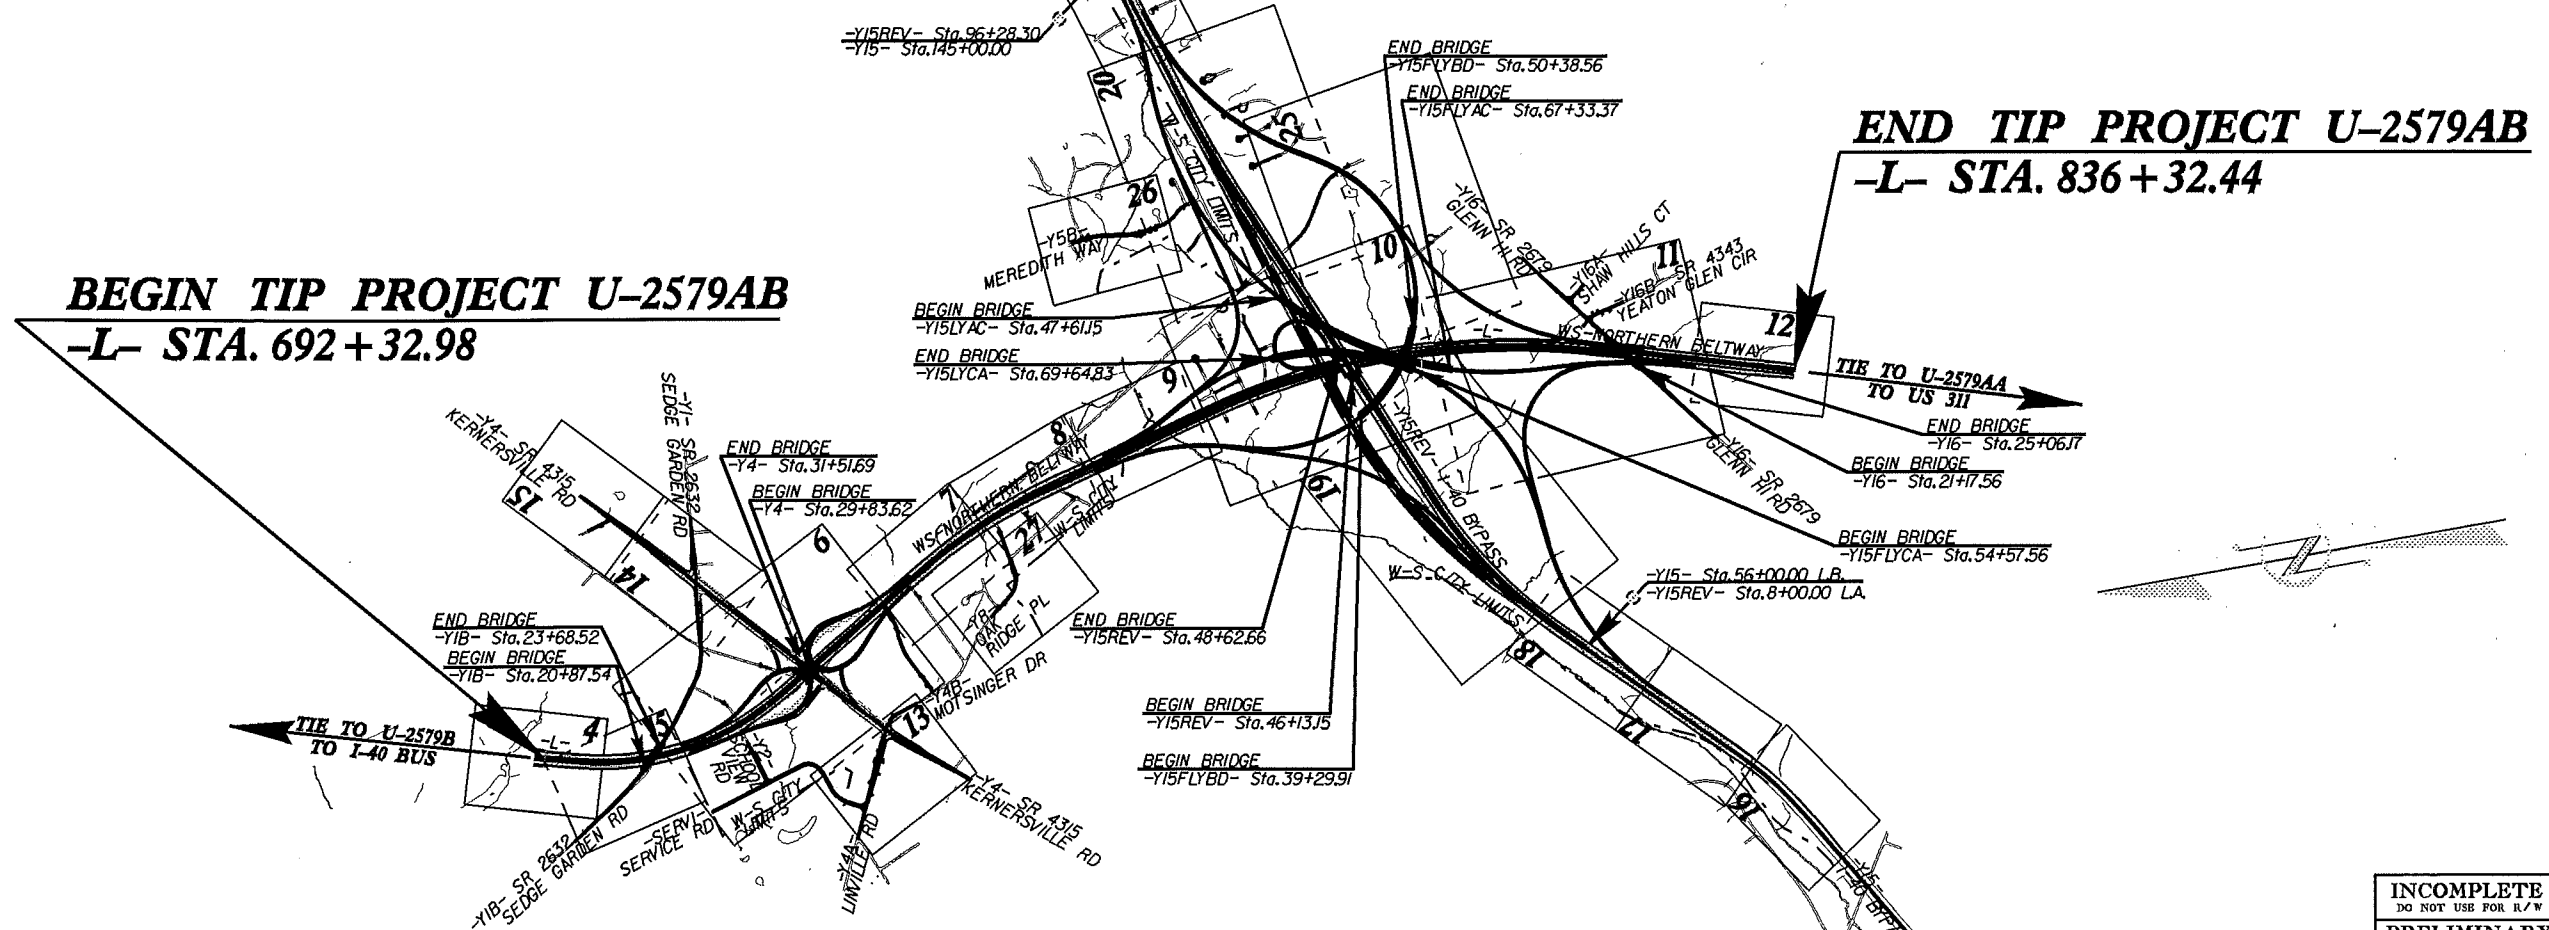 -Y15REV- Sta.96+28.30
-Y15- Sta.145+00.00
END BRIDGE
-Y15FLYBD- Sta.50+38.56
END BRIDGE
-Y15FLYAC- Sta.67+33.37
END TIP PROJECT U-2579AB
-L- STA. 836+32.44
20
W-S CITY LIMITS
25
26
-Y5B-
WAY
MEREDITH WAY
10
-Y16- SR 2679
GLENN HI RD
-Y16A-
SHAW HILLS CT
11
-Y16B- SR 4343
YEATON GLEN CIR
BEGIN TIP PROJECT U-2579AB
-L- STA. 692+32.98
BEGIN BRIDGE
-Y15LYAC- Sta.47+61.15
END BRIDGE
-Y15LYCA- Sta.69+64.83
-L-
WS-NORTHERN BELTWAY
12
TIE TO U-2579AA
TO US 311
9
8
-Y15REV- I-40 BYPASS
END BRIDGE
-Y16- Sta.25+06.17
BEGIN BRIDGE
-Y16- Sta.21+17.56
-Y16- SR 2679
GLENN HI RD
-Y1- SR 2632
SEDGE GARDEN RD
-Y4- SR 4315
KERNERSVILLE RD
15
14
END BRIDGE
-Y4- Sta.31+51.69
BEGIN BRIDGE
-Y4- Sta.29+83.62
7
WS-NORTHERN BELTWAY
W-S CITY
LIMITS
27
6
19
BEGIN BRIDGE
-Y15FLYCA- Sta.54+57.56
W-S CITY LIMITS
-Y15- Sta.56+00.00 L.B.
-Y15REV- Sta.8+00.00 L.A.
-Y8-
OAK
RIDGE PL
END BRIDGE
-Y15REV- Sta.48+62.66
END BRIDGE
-Y1B- Sta.23+68.52
BEGIN BRIDGE
-Y1B- Sta.20+87.54
-Y4B-
MOTSINGER DR
18
17
16
BEGIN BRIDGE
-Y15REV- Sta.46+13.15
BEGIN BRIDGE
-Y15FLYBD- Sta.39+29.91
TIE TO U-2579B
TO I-40 BUS
-L-
4
5
13
-Y2-
SCHOOL
VIEW
RD
W-S CITY
LIMITS
-SERV1-
SERVICE RD
-Y4A-
LINVILLE RD
-Y4- SR 4315
KERNERSVILLE RD
-Y1B- SR 2632
SEDGE GARDEN RD
-Y15-
INCOMPLETE
DO NOT USE FOR R/W
PRELIMINARY